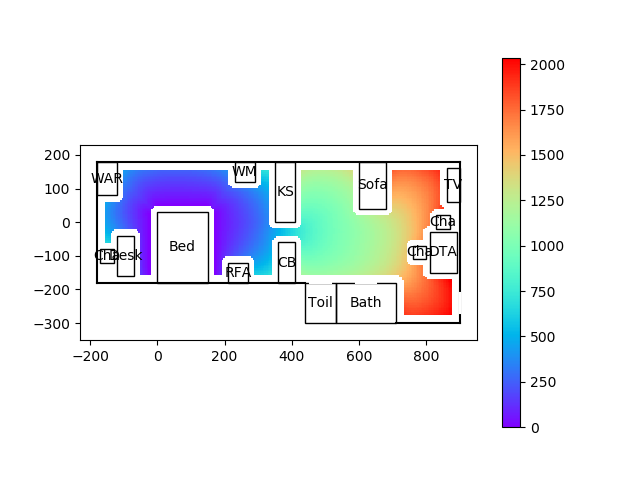 2000
1750
1500
1250
1000
750
500
250
0
200
100
0
−100
−200
−300
−200
0
200
400
600
800
WAR
WM
KS
Sofa
TV
Cha
Bed
Cha
Desk
RFA
CB
Cha
DTA
Toil
Bath